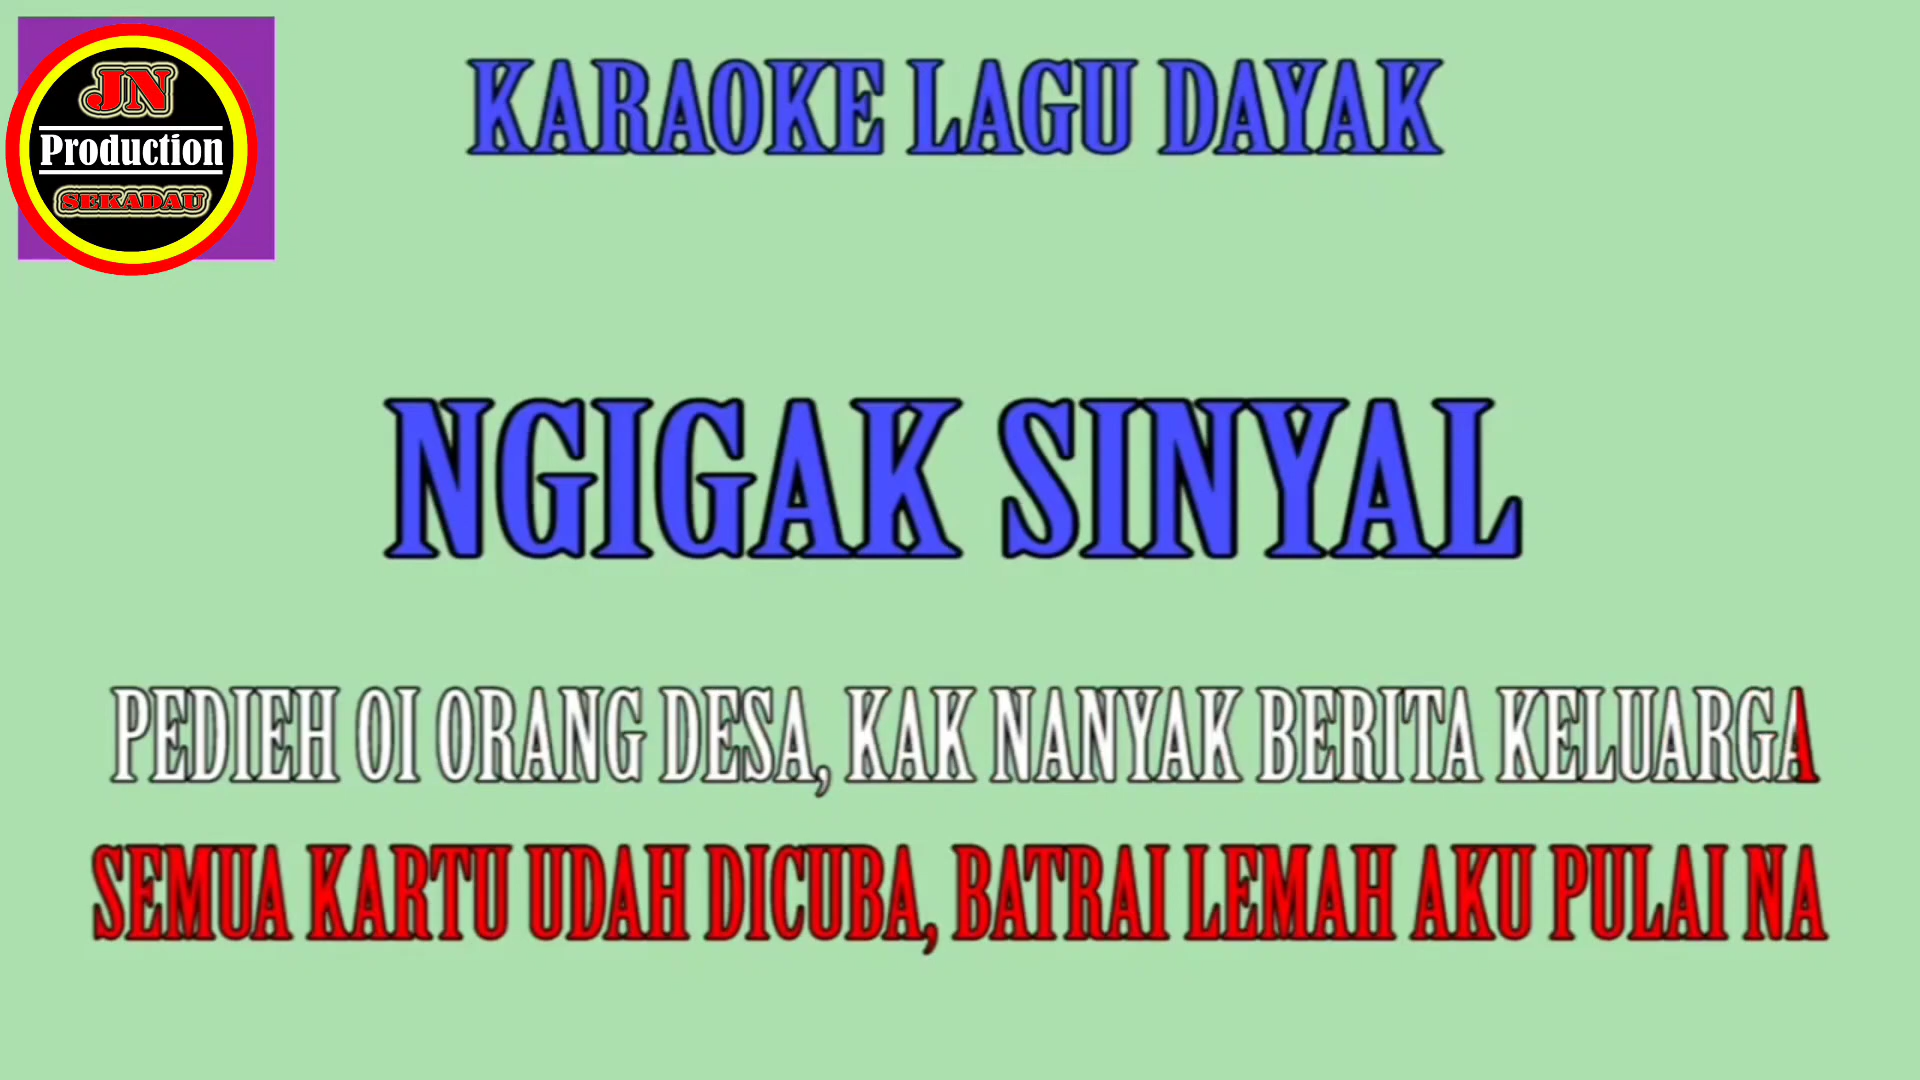 JN
Production
SEKADAU
KARAOKE LAGU DAYAK
NGIGAK SINYAL
PEDIEH OI ORANG DESA, KAK NANYAK BERITA KELUARGA
SEMUA KARTU UDAH DICUBA, BATRAI LEMAH AKU PULAI NA